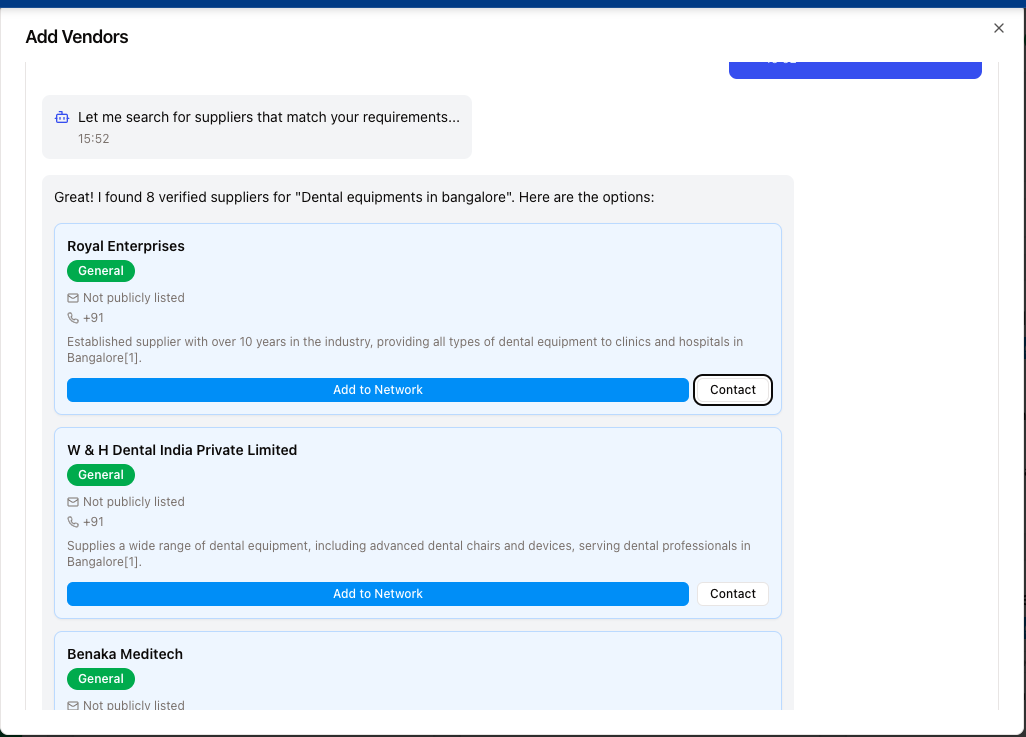 Add Vendors
Let me search for suppliers that match your requirements...
15:52
Great! I found 8 verified suppliers for "Dental equipments in bangalore". Here are the options:
Royal Enterprises
General
Not publicly listed
+91
Established supplier with over 10 years in the industry, providing all types of dental equipment to clinics and hospitals in
Bangalore[1].
Add to Network
Contact
W & H Dental India Private Limited
General
Not publicly listed
+91
Supplies a wide range of dental equipment, including advanced dental chairs and devices, serving dental professionals in
Bangalore[1].
Add to Network
Contact
Benaka Meditech
General
Not publicly listed